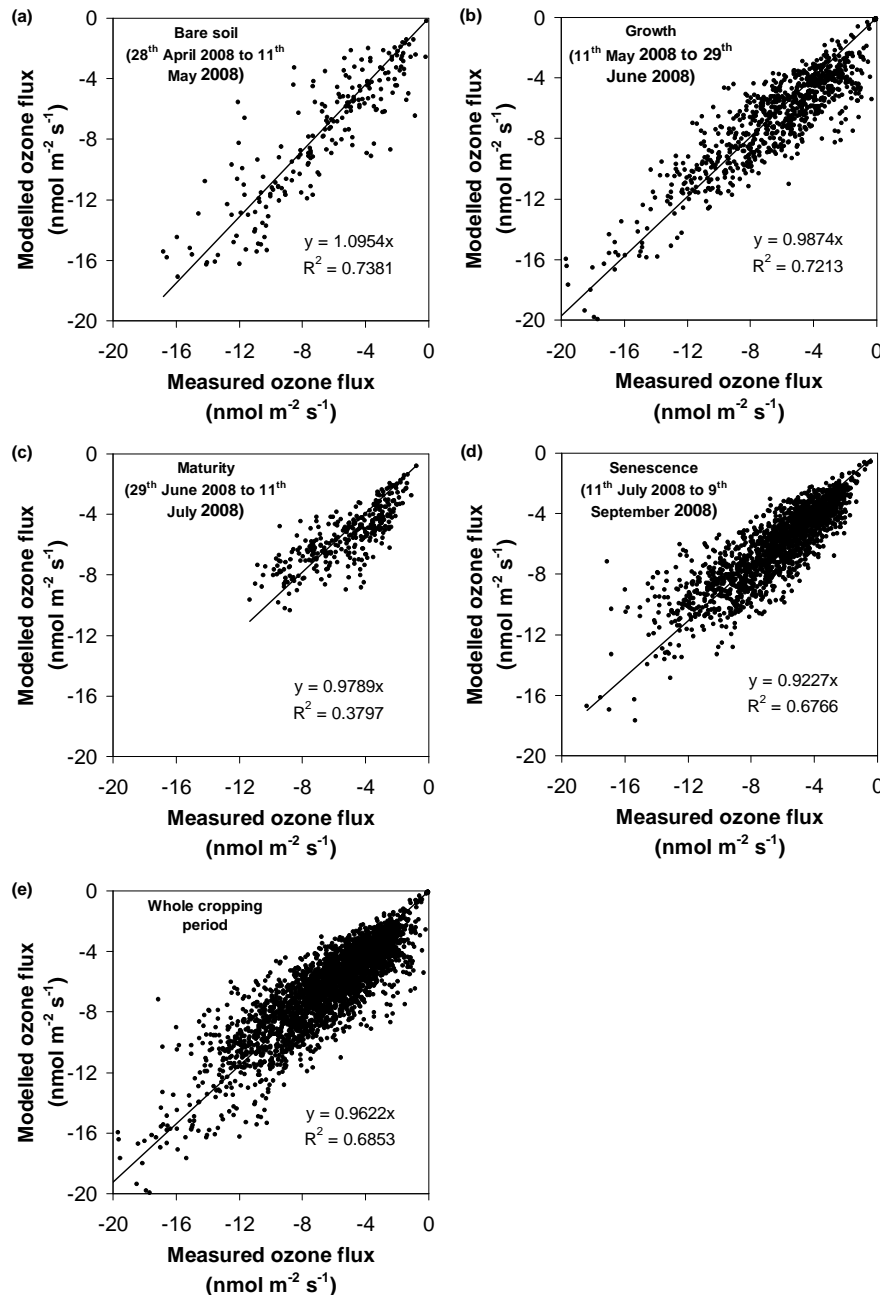 (a)
Bare soil
(28th April 2008 to 11th
May 2008)
0
-4
-8
-12
-16
-20
Modelled ozone flux
(nmol m-2 s-1)
y = 1.0954x
R2 = 0.7381
-20 -16 -12 -8 -4 0
Measured ozone flux
(nmol m-2 s-1)
(b)
Growth
(11th May 2008 to 29th
June 2008)
0
-4
-8
-12
-16
-20
Modelled ozone flux
(nmol m-2 s-1)
y = 0.9874x
R2 = 0.7213
-20 -16 -12 -8 -4 0
Measured ozone flux
(nmol m-2 s-1)
(c)
Maturity
(29th June 2008 to 11th
July 2008)
0
-4
-8
-12
-16
-20
Modelled ozone flux
(nmol m-2 s-1)
y = 0.9789x
R2 = 0.3797
-20 -16 -12 -8 -4 0
Measured ozone flux
(nmol m-2 s-1)
(d)
Senescence
(11th July 2008 to 9th
September 2008)
0
-4
-8
-12
-16
-20
Modelled ozone flux
(nmol m-2 s-1)
y = 0.9227x
R2 = 0.6766
-20 -16 -12 -8 -4 0
Measured ozone flux
(nmol m-2 s-1)
(e)
Whole cropping
period
0
-4
-8
-12
-16
-20
Modelled ozone flux
(nmol m-2 s-1)
y = 0.9622x
R2 = 0.6853
-20 -16 -12 -8 -4 0
Measured ozone flux
(nmol m-2 s-1)